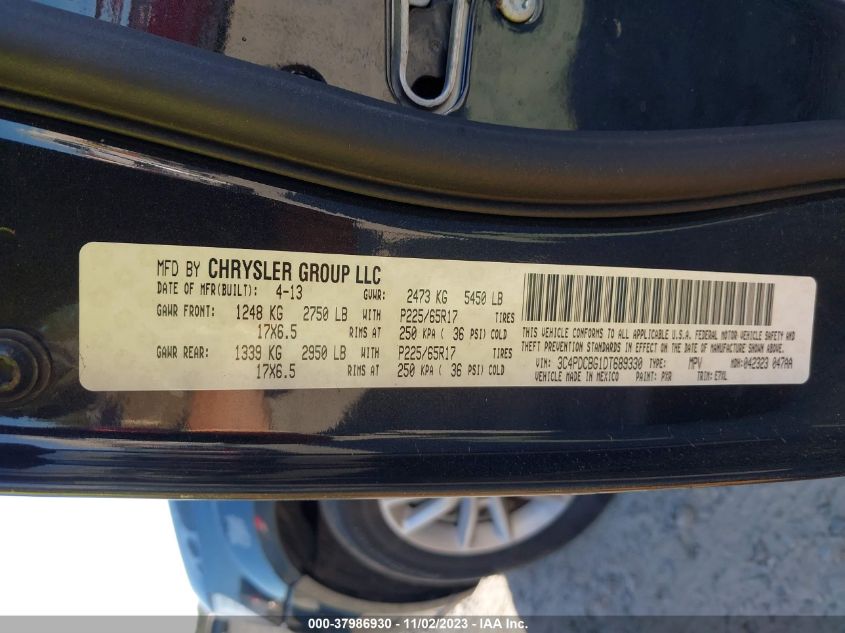 MFD BY CHRYSLER GROUP LLC
DATE OF MFR(BUILT): 4-13 GVWR: 2473 KG 5450 LB
GAWR FRONT: 1248 KG 2750 LB WITH P225/65R17 TIRES
17X6.5 RIMS AT 250 KPA ( 36 PSI) COLD
GAWR REAR: 1339 KG 2950 LB WITH P225/65R17 TIRES
17X6.5 RIMS AT 250 KPA ( 36 PSI) COLD
THIS VEHICLE CONFORMS TO ALL APPLICABLE U.S.A. FEDERAL MOTOR VEHICLE SAFETY AND
THEFT PREVENTION STANDARDS IN EFFECT ON THE DATE OF MANUFACTURE SHOWN ABOVE.
VIN: 3C4PDCBG1DT689330 TYPE: MPV MDH: 042323 047AA
VEHICLE MADE IN MEXICO PAINT: PXR TRIM:
000-37986930 - 11/02/2023 - IAA Inc.